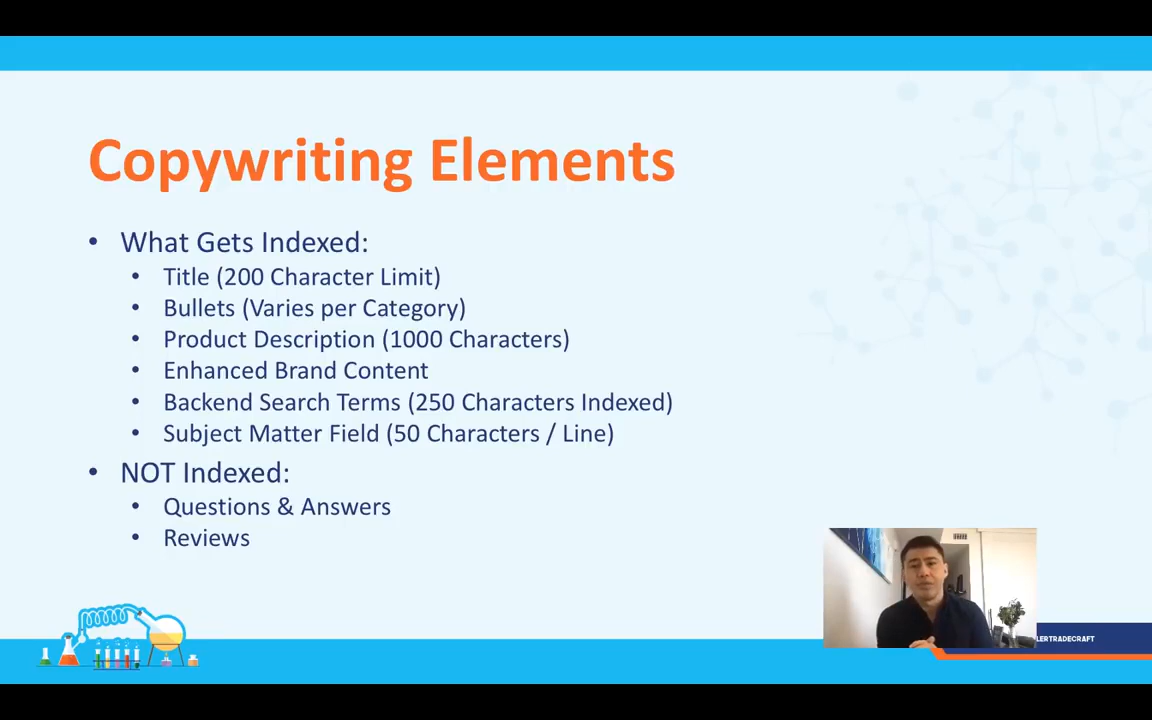 Copywriting Elements
• What Gets Indexed:
• Title (200 Character Limit)
• Bullets (Varies per Category)
• Product Description (1000 Characters)
• Enhanced Brand Content
• Backend Search Terms (250 Characters Indexed)
• Subject Matter Field (50 Characters / Line)
• NOT Indexed:
• Questions & Answers
• Reviews
LERTRADECRAFT